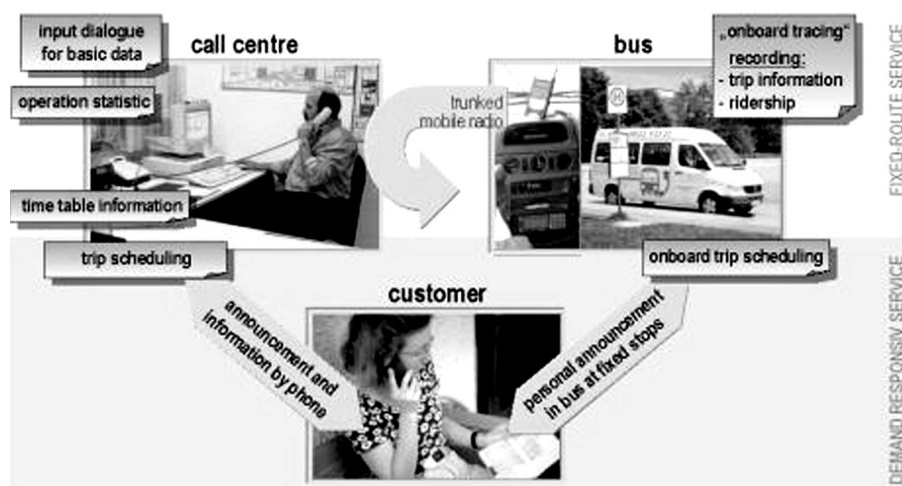 input dialogue
for basic data
call centre
bus
„onboard tracing“
recording:
- trip information
- ridership
operation statistic
trunked
mobile radio
time table information
trip scheduling
onboard trip scheduling
customer
announcement and
information by phone
personal announcement
in bus at fixed stops
FIXED-ROUTE SERVICE
DEMAND RESPONSIV SERVICE